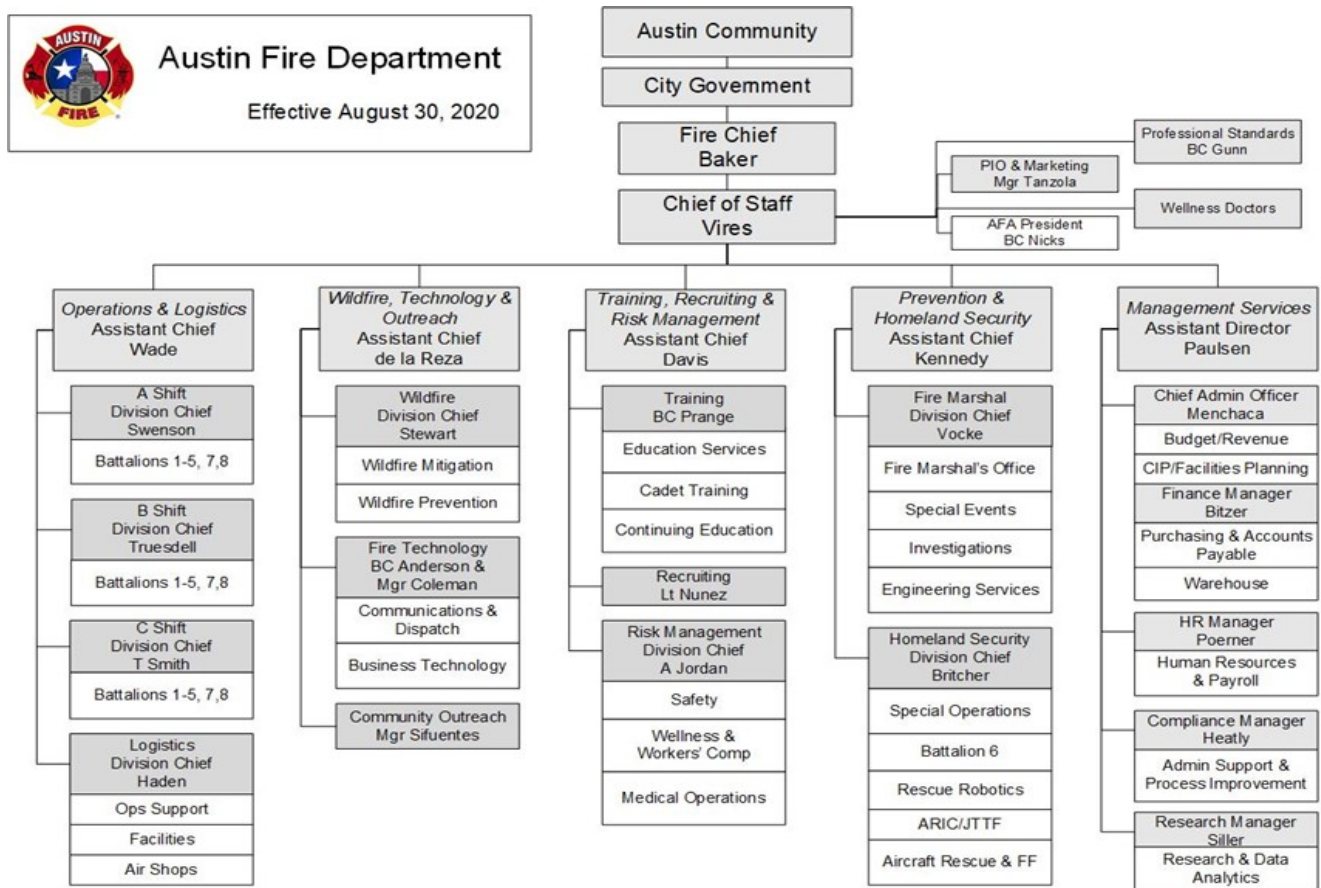 AUSTIN
FIRE
Austin Fire Department
Effective August 30, 2020
Austin Community
City Government
Fire Chief
Baker
Chief of Staff
Vires
Professional Standards
BC Gunn
PIO & Marketing
Mgr Tanzola
Wellness Doctors
AFA President
BC Nicks
Operations & Logistics
Assistant Chief
Wade
A Shift
Division Chief
Swenson
Battalions 1-5, 7,8
B Shift
Division Chief
Truesdell
Battalions 1-5, 7,8
C Shift
Division Chief
T Smith
Battalions 1-5, 7,8
Logistics
Division Chief
Haden
Ops Support
Facilities
Air Shops
Wildfire, Technology &
Outreach
Assistant Chief
de la Reza
Wildfire
Division Chief
Stewart
Wildfire Mitigation
Wildfire Prevention
Fire Technology
BC Anderson &
Mgr Coleman
Communications &
Dispatch
Business Technology
Community Outreach
Mgr Sifuentes
Training, Recruiting &
Risk Management
Assistant Chief
Davis
Training
BC Prange
Education Services
Cadet Training
Continuing Education
Recruiting
Lt Nunez
Risk Management
Division Chief
A Jordan
Safety
Wellness &
Workers' Comp
Medical Operations
Prevention &
Homeland Security
Assistant Chief
Kennedy
Fire Marshal
Division Chief
Vocke
Fire Marshal's Office
Special Events
Investigations
Engineering Services
Homeland Security
Division Chief
Britcher
Special Operations
Battalion 6
Rescue Robotics
ARIC/JTTF
Aircraft Rescue & FF
Management Services
Assistant Director
Paulsen
Chief Admin Officer
Menchaca
Budget/Revenue
CIP/Facilities Planning
Finance Manager
Bitzer
Purchasing & Accounts
Payable
Warehouse
HR Manager
Poerner
Human Resources
& Payroll
Compliance Manager
Heatly
Admin Support &
Process Improvement
Research Manager
Siller
Research & Data
Analytics